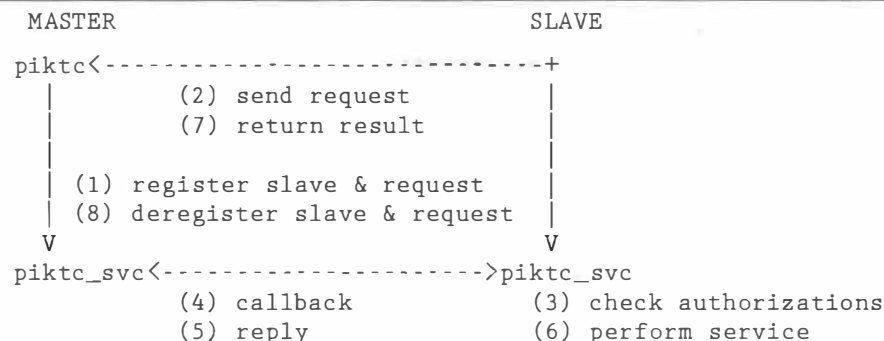 MASTER SLAVE
piktc<------------------------------+
(2) send request
(7) return result
(1) register slave & request
(8) deregister slave & request
V V
piktc_svc<---------------------->piktc_svc
(4) callback (3) check authorizations
(5) reply (6) perform service